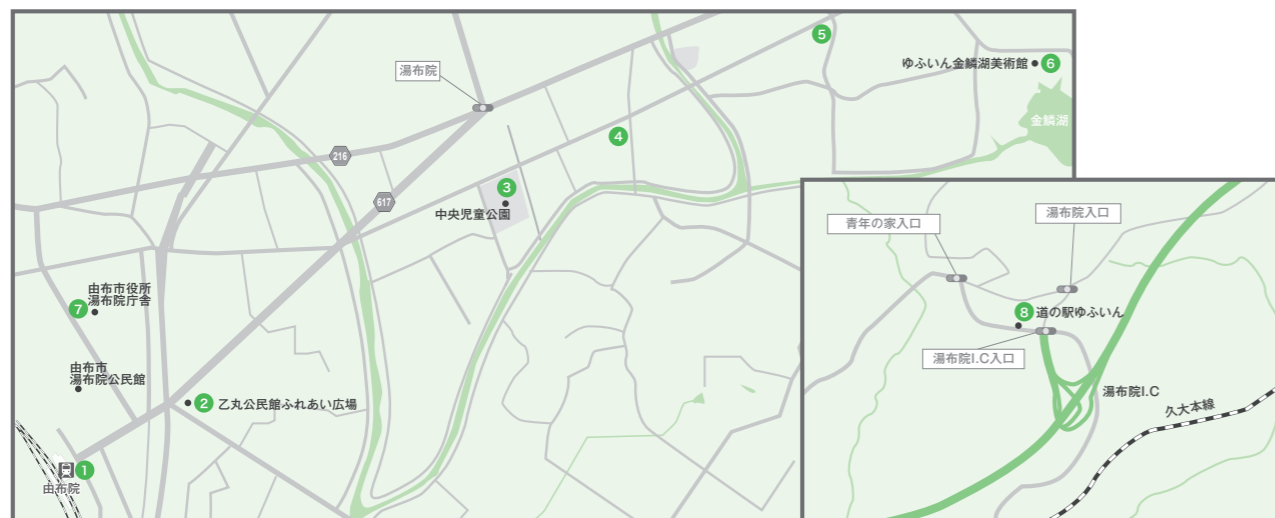 湯布院
216
617
5
ゆふいん金鱗湖美術館
6
金鱗湖
4
3
中央児童公園
由布市役所
湯布院庁舎
7
由布市
湯布院公民館
2
乙丸公民館ふれあい広場
1
由布院
青年の家入口
湯布院入口
8
道の駅ゆふいん
湯布院I.C入口
湯布院I.C
久大本線